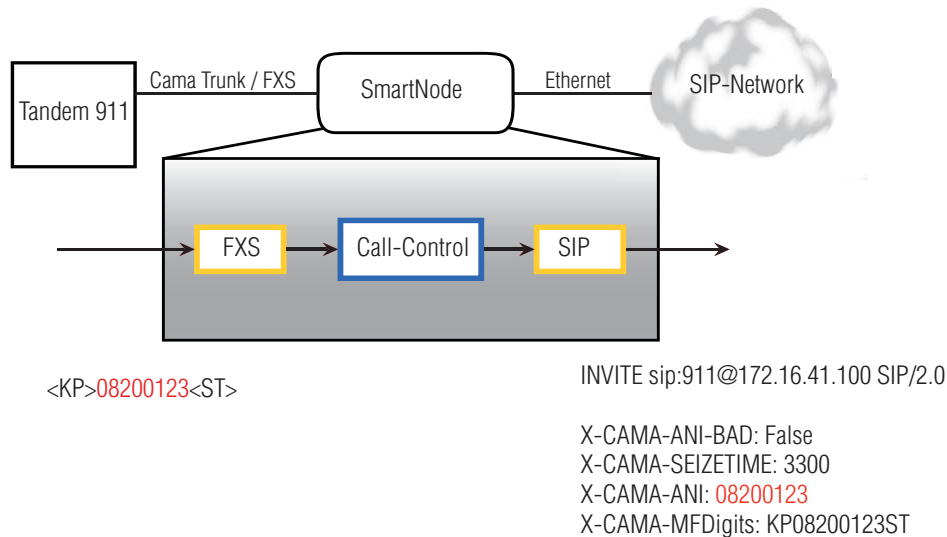 Tandem 911
Cama Trunk / FXS
SmartNode
Ethernet
SIP-Network
FXS
Call-Control
SIP
<KP>08200123<ST>
INVITE sip:911@172.16.41.100 SIP/2.0
X-CAMA-ANI-BAD: False
X-CAMA-SEIZETIME: 3300
X-CAMA-ANI: 08200123
X-CAMA-MFDigits: KP08200123ST